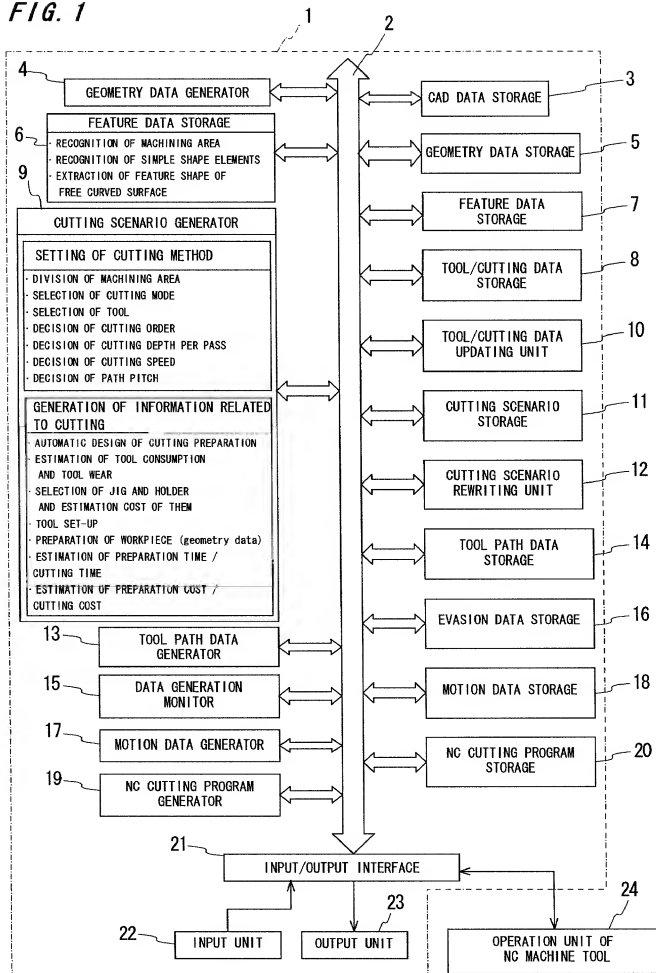 FIG. 1
1
2
4
GEOMETRY DATA GENERATOR
FEATURE DATA STORAGE
6
· RECOGNITION OF MACHINING AREA
· RECOGNITION OF SIMPLE SHAPE ELEMENTS
· EXTRACTION OF FEATURE SHAPE OF
FREE CURVED SURFACE
9
CUTTING SCENARIO GENERATOR
SETTING OF CUTTING METHOD
· DIVISION OF MACHINING AREA
· SELECTION OF CUTTING MODE
· SELECTION OF TOOL
· DECISION OF CUTTING ORDER
· DECISION OF CUTTING DEPTH PER PASS
· DECISION OF CUTTING SPEED
· DECISION OF PATH PITCH
GENERATION OF INFORMATION RELATED
TO CUTTING
· AUTOMATIC DESIGN OF CUTTING PREPARATION
· ESTIMATION OF TOOL CONSUMPTION
AND TOOL WEAR
· SELECTION OF JIG AND HOLDER
AND ESTIMATION COST OF THEM
· TOOL SET-UP
· PREPARATION OF WORKPIECE (geometry data)
· ESTIMATION OF PREPARATION TIME /
CUTTING TIME
· ESTIMATION OF PREPARATION COST /
CUTTING COST
13
TOOL PATH DATA
GENERATOR
15
DATA GENERATION
MONITOR
17
MOTION DATA GENERATOR
19
NC CUTTING PROGRAM
GENERATOR
CAD DATA STORAGE
3
GEOMETRY DATA STORAGE
5
FEATURE DATA
STORAGE
7
TOOL/CUTTING DATA
STORAGE
8
TOOL/CUTTING DATA
UPDATING UNIT
10
CUTTING SCENARIO
STORAGE
11
CUTTING SCENARIO
REWRITING UNIT
12
TOOL PATH DATA
STORAGE
14
EVASION DATA STORAGE
16
MOTION DATA STORAGE
18
NC CUTTING PROGRAM
STORAGE
20
21
INPUT/OUTPUT INTERFACE
22
INPUT UNIT
23
OUTPUT UNIT
24
OPERATION UNIT OF
NC MACHINE TOOL